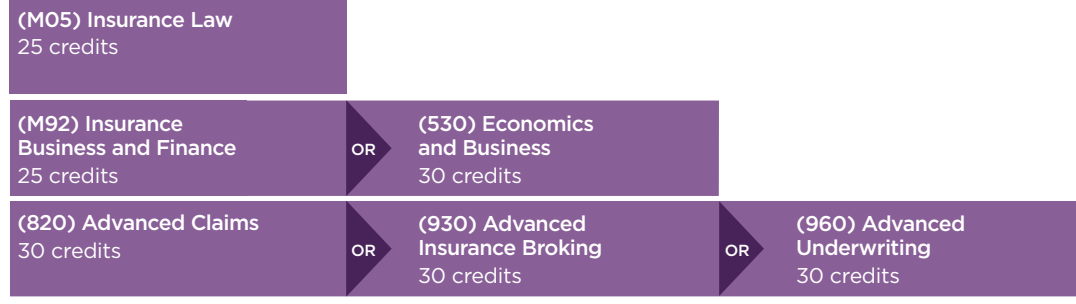 (M05) Insurance Law
25 credits
(M92) Insurance
Business and Finance
25 credits
OR
(530) Economics
and Business
30 credits
(820) Advanced Claims
30 credits
OR
(930) Advanced
Insurance Broking
30 credits
OR
(960) Advanced
Underwriting
30 credits